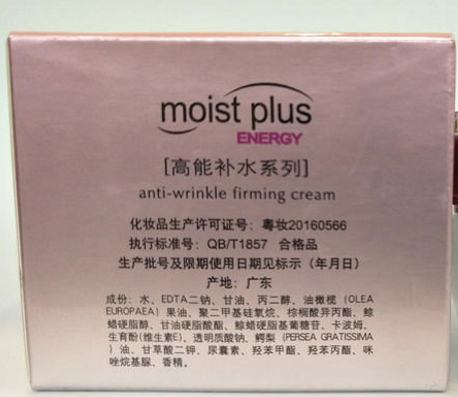 moist plus
ENERGY
[高能补水系列]
anti-wrinkle firming cream
化妆品生产许可证号：粤妆20160566
执行标准号：QB/T1857 合格品
生产批号及限期使用日期见标示（年月日）
产地：广东
成份：水、EDTA二钠、甘油、丙二醇、油橄榄（OLEA
EUROPAEA）果油、聚二甲基硅氧烷、棕榈酸异丙酯、鲸
蜡硬脂醇、甘油硬脂酸酯、鲸蜡硬脂基葡糖苷、卡波姆、
生育酚(维生素E)、透明质酸钠、鳄梨（PERSEA GRATISSIMA
）油、甘草酸二钾、尿囊素、羟苯甲酯、羟苯丙酯、咪
唑烷基脲、香精。